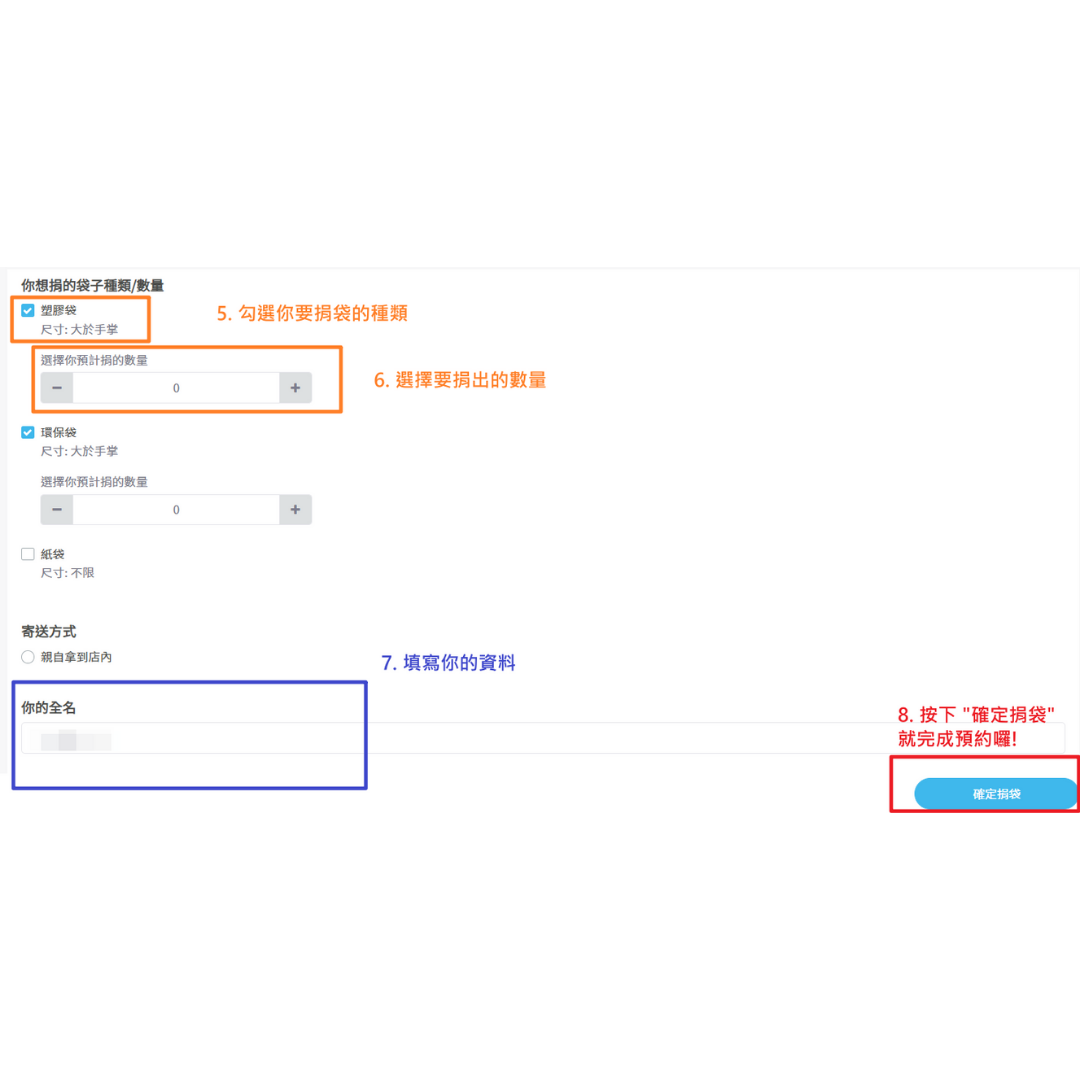 你想捐的袋子種類/數量
塑膠袋
尺寸: 大於手掌
5. 勾選你要捐袋的種類
選擇你預計捐的數量
− 0 +
6. 選擇要捐出的數量
環保袋
尺寸: 大於手掌
選擇你預計捐的數量
− 0 +
紙袋
尺寸: 不限
寄送方式
親自拿到店內
7. 填寫你的資料
你的全名
8. 按下 "確定捐袋"
就完成預約囉!
確定捐袋